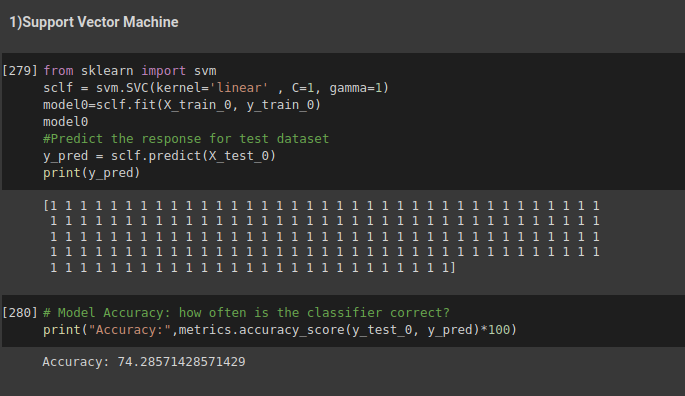 1)Support Vector Machine
[279] from sklearn import svm
sclf = svm.SVC(kernel='linear' , C=1, gamma=1)
model0=sclf.fit(X_train_0, y_train_0)
model0
#Predict the response for test dataset
y_pred = sclf.predict(X_test_0)
print(y_pred)
[1 1 1 1 1 1 1 1 1 1 1 1 1 1 1 1 1 1 1 1 1 1 1 1 1 1 1 1 1 1 1 1 1 1 1 1 1
1 1 1 1 1 1 1 1 1 1 1 1 1 1 1 1 1 1 1 1 1 1 1 1 1 1 1 1 1 1 1 1 1 1 1 1 1
1 1 1 1 1 1 1 1 1 1 1 1 1 1 1 1 1 1 1 1 1 1 1 1 1 1 1 1 1 1 1 1 1 1 1 1 1
1 1 1 1 1 1 1 1 1 1 1 1 1 1 1 1 1 1 1 1 1 1 1 1 1 1 1 1 1 1 1 1 1 1 1 1 1
1 1 1 1 1 1 1 1 1 1 1 1 1 1 1 1 1 1 1 1 1 1 1 1 1 1 1]
[280] # Model Accuracy: how often is the classifier correct?
print("Accuracy:",metrics.accuracy_score(y_test_0, y_pred)*100)
Accuracy: 74.28571428571429